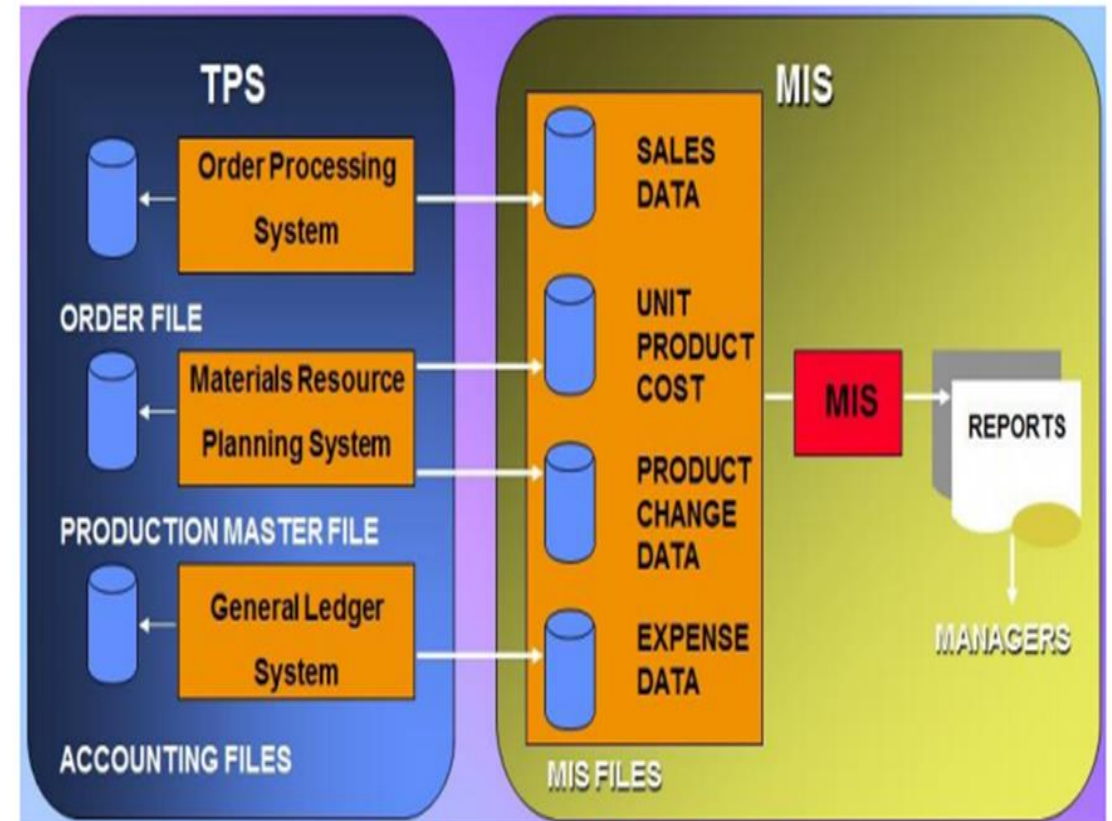 TPS
Order Processing
System
ORDER FILE
Materials Resource
Planning System
PRODUCTION MASTER FILE
General Ledger
System
ACCOUNTING FILES
MIS
SALES
DATA
UNIT
PRODUCT
COST
PRODUCT
CHANGE
DATA
EXPENSE
DATA
MIS FILES
MIS
REPORTS
MANAGERS